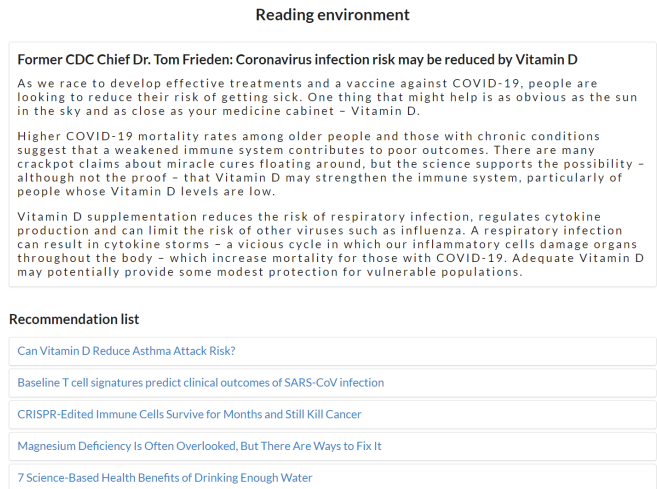 Reading environment
Former CDC Chief Dr. Tom Frieden: Coronavirus infection risk may be reduced by Vitamin D
As we race to develop effective treatments and a vaccine against COVID-19, people are
looking to reduce their risk of getting sick. One thing that might help is as obvious as the sun
in the sky and as close as your medicine cabinet – Vitamin D.
Higher COVID-19 mortality rates among older people and those with chronic conditions
suggest that a weakened immune system contributes to poor outcomes. There are many
crackpot claims about miracle cures floating around, but the science supports the possibility –
although not the proof – that Vitamin D may strengthen the immune system, particularly of
people whose Vitamin D levels are low.
Vitamin D supplementation reduces the risk of respiratory infection, regulates cytokine
production and can limit the risk of other viruses such as influenza. A respiratory infection
can result in cytokine storms – a vicious cycle in which our inflammatory cells damage organs
throughout the body – which increase mortality for those with COVID-19. Adequate Vitamin D
may potentially provide some modest protection for vulnerable populations.
Recommendation list
Can Vitamin D Reduce Asthma Attack Risk?
Baseline T cell signatures predict clinical outcomes of SARS-CoV infection
CRISPR-Edited Immune Cells Survive for Months and Still Kill Cancer
Magnesium Deficiency Is Often Overlooked, But There Are Ways to Fix It
7 Science-Based Health Benefits of Drinking Enough Water